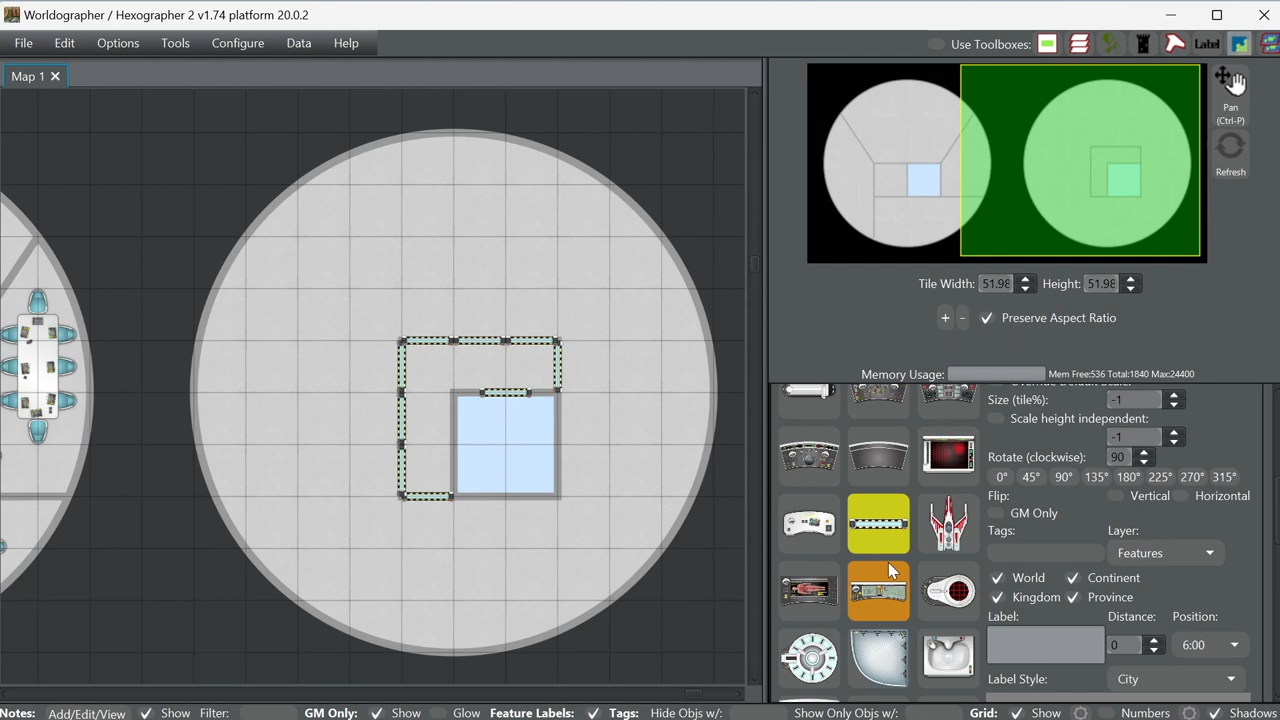 Worldographer / Hexographer 2 v1.74 platform 20.0.2
File Edit Options Tools Configure Data Help
Use Toolboxes: Label
Map 1
Pan
(Ctrl-P)
Refresh
Tile Width: 51.98 Height: 51.98
+ - Preserve Aspect Ratio
Memory Usage: Mem Free:536 Total:1840 Max:24400
Override Default Scale:
Size (tile%): -1
Scale height independent:
-1
Rotate (clockwise): 90
0° 45° 90° 135° 180° 225° 270° 315°
Flip: Vertical Horizontal
GM Only
Tags: Layer:
Features
World Continent
Kingdom Province
Label: Distance: Position:
0 6:00
Label Style: City
Notes: Add/Edit/View Show Filter: GM Only: Show Glow Feature Labels: Tags: Hide Objs w/: Show Only Objs w/: Grid: Show Numbers Shadows